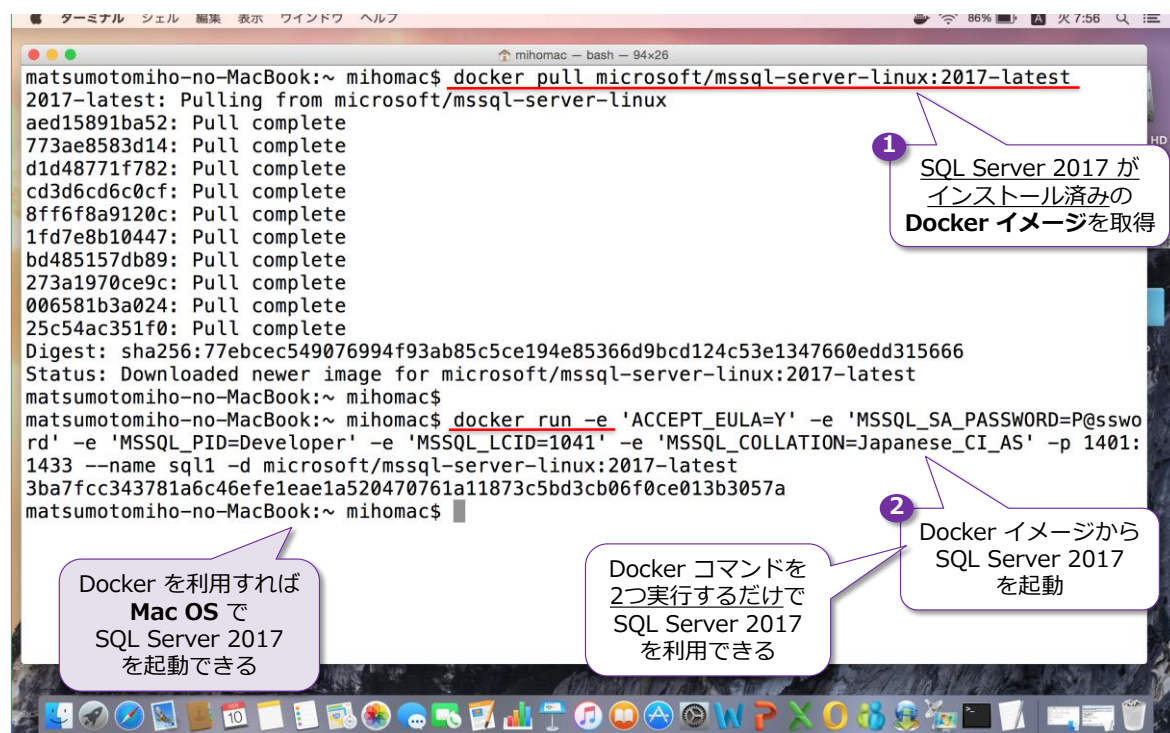 ターミナル シェル 編集 表示 ウインドウ ヘルプ
86% A 火 7:56
mihomac — bash — 94×26
matsumotomiho-no-MacBook:~ mihomac$ docker pull microsoft/mssql-server-linux:2017-latest
2017-latest: Pulling from microsoft/mssql-server-linux
aed15891ba52: Pull complete
773ae8583d14: Pull complete
d1d48771f782: Pull complete
cd3d6cd6c0cf: Pull complete
8ff6f8a9120c: Pull complete
1fd7e8b10447: Pull complete
bd485157db89: Pull complete
273a1970ce9c: Pull complete
006581b3a024: Pull complete
25c54ac351f0: Pull complete
Digest: sha256:77ebcec549076994f93ab85c5ce194e85366d9bcd124c53e1347660edd315666
Status: Downloaded newer image for microsoft/mssql-server-linux:2017-latest
matsumotomiho-no-MacBook:~ mihomac$
matsumotomiho-no-MacBook:~ mihomac$ docker run -e 'ACCEPT_EULA=Y' -e 'MSSQL_SA_PASSWORD=P@sswo
rd' -e 'MSSQL_PID=Developer' -e 'MSSQL_LCID=1041' -e 'MSSQL_COLLATION=Japanese_CI_AS' -p 1401:
1433 --name sql1 -d microsoft/mssql-server-linux:2017-latest
3ba7fcc343781a6c46efe1eae1a520470761a11873c5bd3cb06f0ce013b3057a
matsumotomiho-no-MacBook:~ mihomac$
HD
1
SQL Server 2017 が
インストール済みの
Docker イメージを取得
2
Docker イメージから
SQL Server 2017
を起動
Docker コマンドを
2つ実行するだけで
SQL Server 2017
を利用できる
Docker を利用すれば
Mac OS で
SQL Server 2017
を起動できる
10